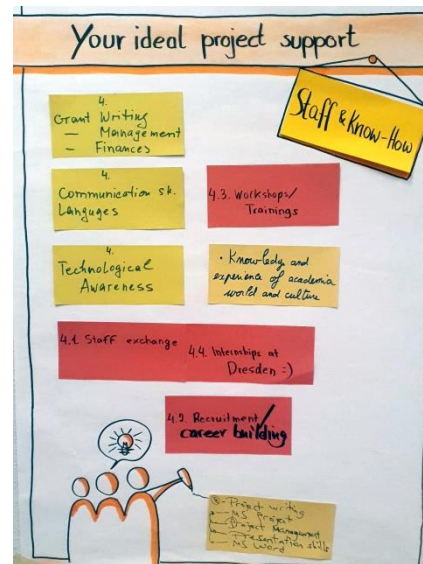 Your ideal project support
Staff & Know-How
4.
Grant Writing
— Management
— Finances
4.
Communication sk.
Languges
4.3. Workshops/
Trainings
4.
Technological
Awareness
• Knowledge and
experience of academia
world and culture
4.1. Staff exchange
4.4. Internships at
Dresden =)
4.2. Recruitment/
career building
Project writing
MS Project
Project Management
Presentation skills
MS Word